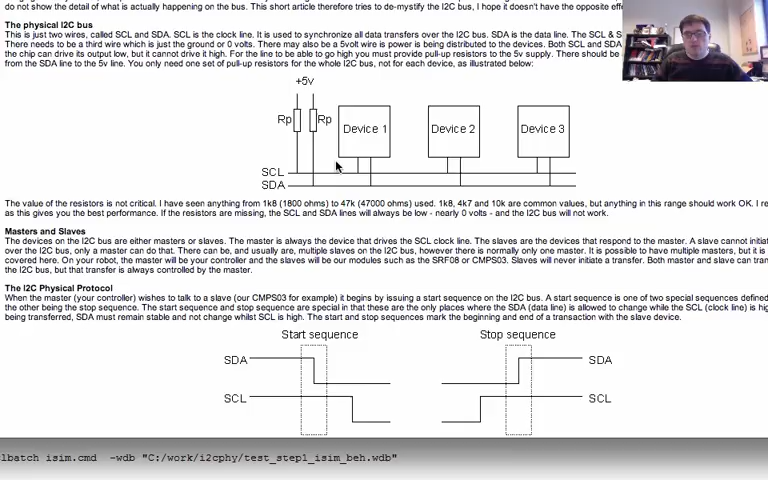 do not show the detail of what is actually happening on the bus. This short article therefore tries to de-mystify the I2C bus, I hope it doesn't have the opposite effe
The physical I2C bus
This is just two wires, called SCL and SDA. SCL is the clock line. It is used to synchronize all data transfers over the I2C bus. SDA is the data line. The SCL & S
There needs to be a third wire which is just the ground or 0 volts. There may also be a 5volt wire is power is being distributed to the devices. Both SCL and SDA
the chip can drive its output low, but it cannot drive it high. For the line to be able to go high you must provide pull-up resistors to the 5v supply. There should be
from the SDA line to the 5v line. You only need one set of pull-up resistors for the whole I2C bus, not for each device, as illustrated below:
+5v
Rp Rp Device 1 Device 2 Device 3
SCL
SDA
The value of the resistors is not critical. I have seen anything from 1k8 (1800 ohms) to 47k (47000 ohms) used. 1k8, 4k7 and 10k are common values, but anything in this range should work OK. I re
as this gives you the best performance. If the resistors are missing, the SCL and SDA lines will always be low - nearly 0 volts - and the I2C bus will not work.
Masters and Slaves
The devices on the I2C bus are either masters or slaves. The master is always the device that drives the SCL clock line. The slaves are the devices that respond to the master. A slave cannot initiat
over the I2C bus, only a master can do that. There can be, and usually are, multiple slaves on the I2C bus, however there is normally only one master. It is possible to have multiple masters, but it is
covered here. On your robot, the master will be your controller and the slaves will be our modules such as the SRF08 or CMPS03. Slaves will never initiate a transfer. Both master and slave can tran
the I2C bus, but that transfer is always controlled by the master.
The I2C Physical Protocol
When the master (your controller) wishes to talk to a slave (our CMPS03 for example) it begins by issuing a start sequence on the I2C bus. A start sequence is one of two special sequences defined
the other being the stop sequence. The start sequence and stop sequence are special in that these are the only places where the SDA (data line) is allowed to change while the SCL (clock line) is hig
being transferred, SDA must remain stable and not change whilst SCL is high. The start and stop sequences mark the beginning and end of a transaction with the slave device.
Start sequence Stop sequence
SDA SDA
SCL SCL
lbatch isim.cmd -wdb "C:/work/i2cphy/test_step1_isim_beh.wdb"